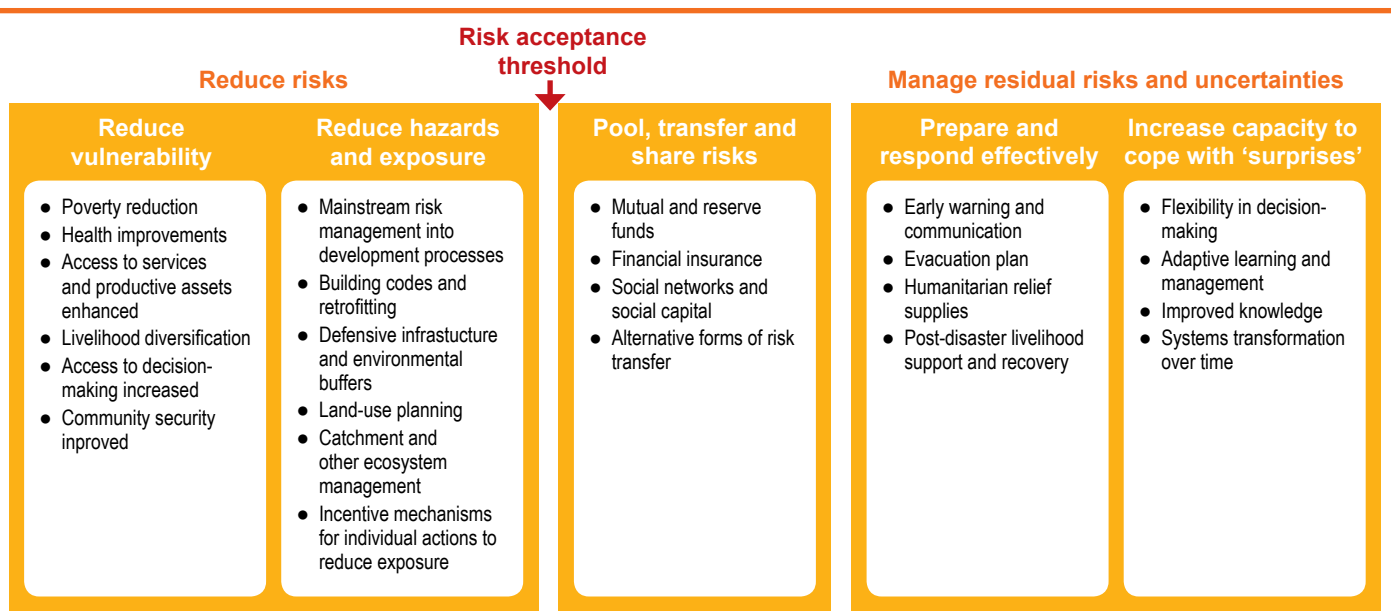 Risk acceptance
threshold
Reduce risks
Manage residual risks and uncertainties
Reduce
vulnerability
● Poverty reduction
● Health improvements
● Access to services
and productive assets
enhanced
● Livelihood diversification
● Access to decision-
making increased
● Community security
inproved
Reduce hazards
and exposure
● Mainstream risk
management into
development processes
● Building codes and
retrofitting
● Defensive infrastucture
and environmental
buffers
● Land-use planning
● Catchment and
other ecosystem
management
● Incentive mechanisms
for individual actions to
reduce exposure
Pool, transfer and
share risks
● Mutual and reserve
funds
● Financial insurance
● Social networks and
social capital
● Alternative forms of risk
transfer
Prepare and
respond effectively
● Early warning and
communication
● Evacuation plan
● Humanitarian relief
supplies
● Post-disaster livelihood
support and recovery
Increase capacity to
cope with ‘surprises’
● Flexibility in decision-
making
● Adaptive learning and
management
● Improved knowledge
● Systems transformation
over time